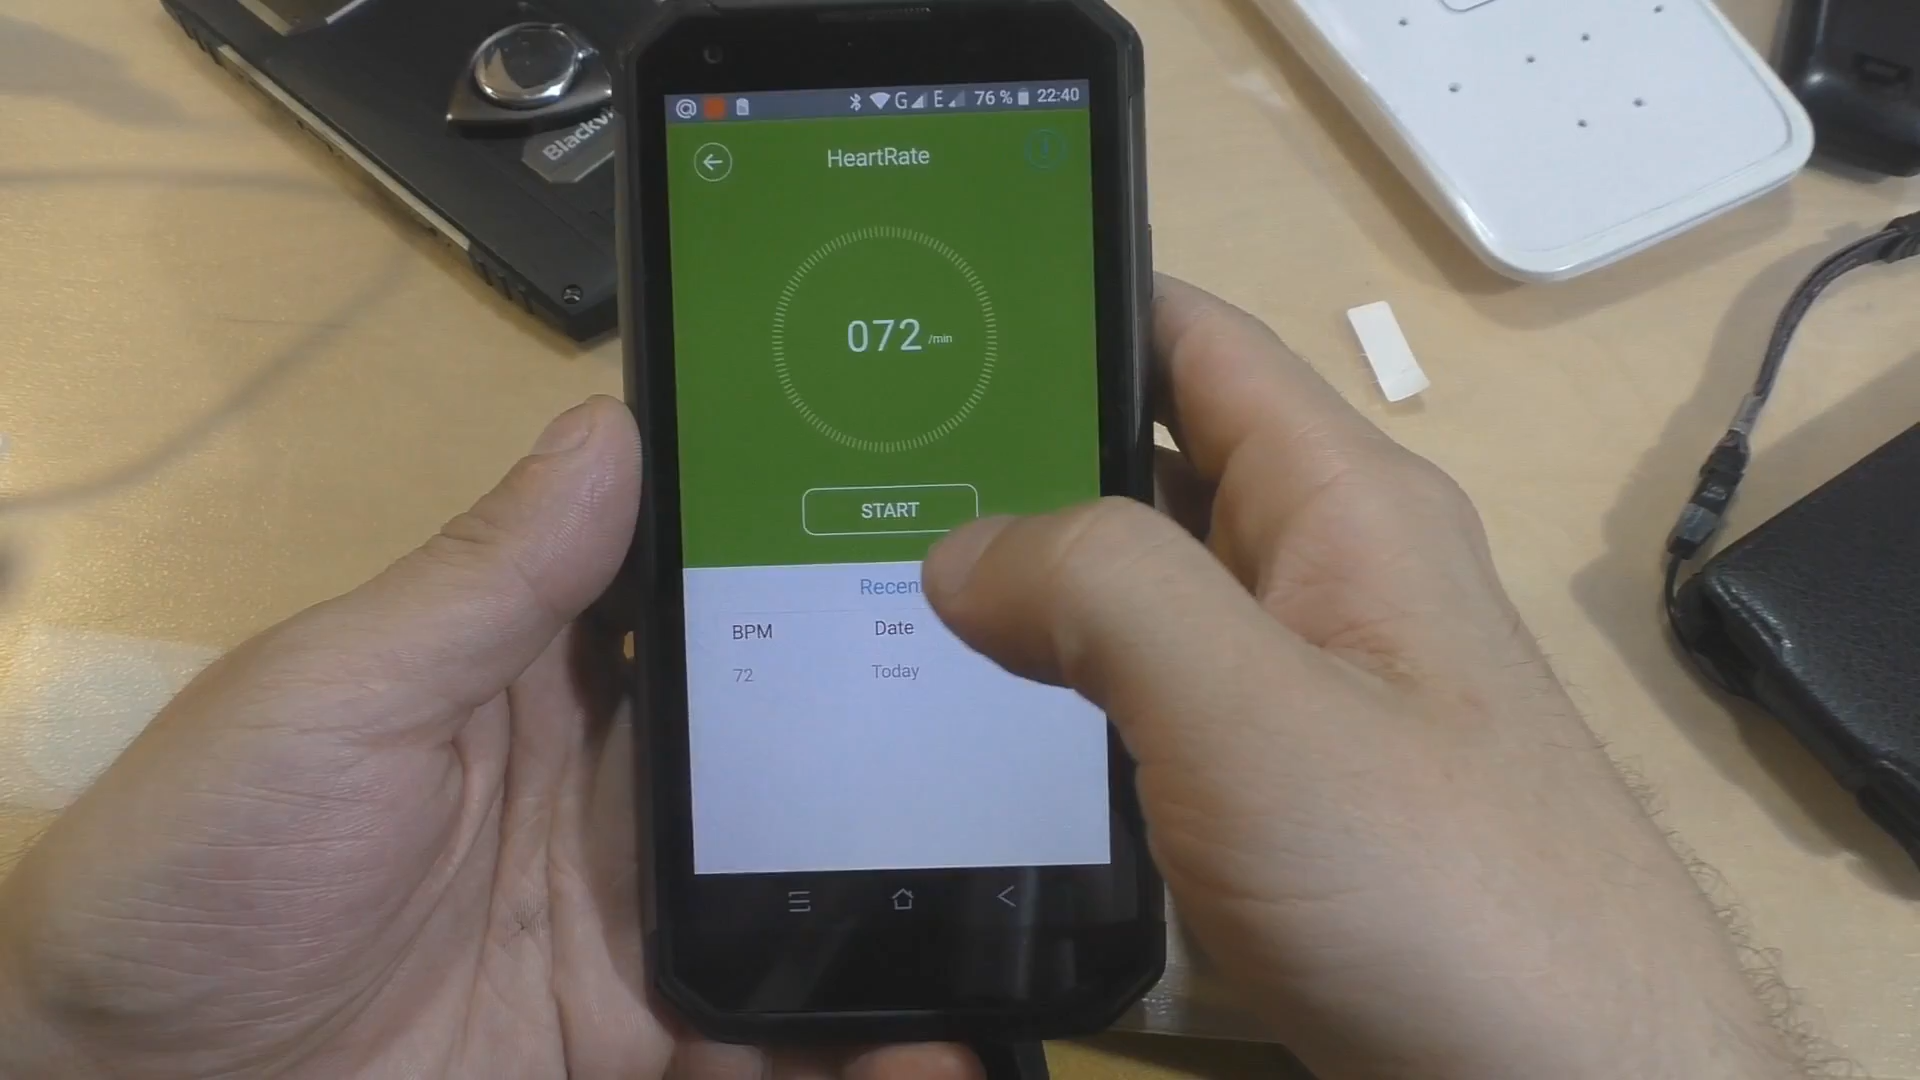 G E 76 % 22:40
HeartRate
072 /min
START
Recen
BPM Date
72 Today
Blackv